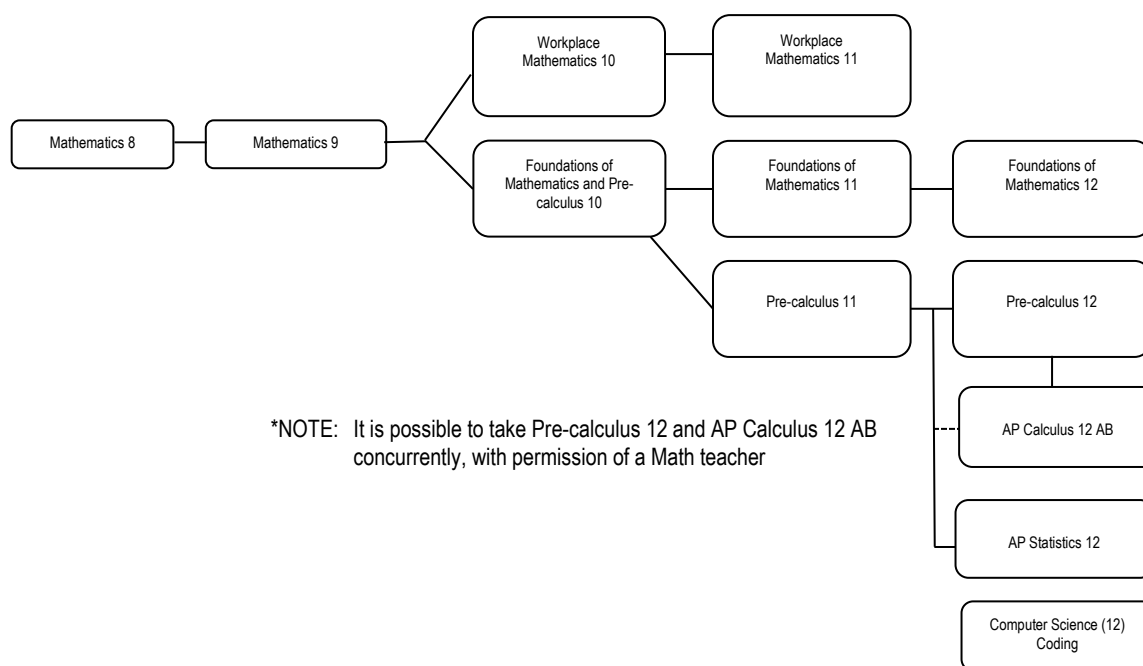 Workplace
Mathematics 10
Workplace
Mathematics 11
Mathematics 8
Mathematics 9
Foundations of
Mathematics and Pre-
calculus 10
Foundations of
Mathematics 11
Foundations of
Mathematics 12
Pre-calculus 11
Pre-calculus 12
*NOTE: It is possible to take Pre-calculus 12 and AP Calculus 12 AB
concurrently, with permission of a Math teacher
AP Calculus 12 AB
AP Statistics 12
Computer Science (12)
Coding